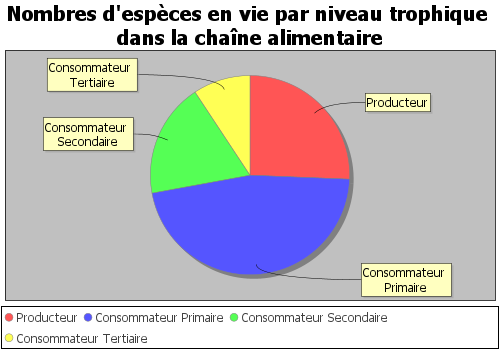 Nombres d'espèces en vie par niveau trophique
dans la chaîne alimentaire
Consommateur
Tertiaire
Producteur
Consommateur
Secondaire
Consommateur
Primaire
Producteur Consommateur Primaire Consommateur Secondaire
Consommateur Tertiaire